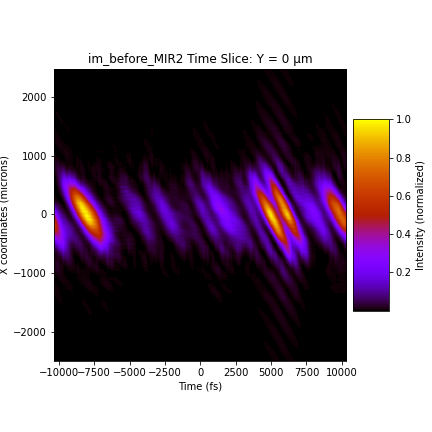 im_before_MIR2 Time Slice: Y = 0 μm
2000
1000
0
−1000
−2000
X coordinates (microns)
−10000 −7500 −5000 −2500 0 2500 5000 7500 10000
Time (fs)
1.0
0.8
0.6
0.4
0.2
Intensity (normalized)